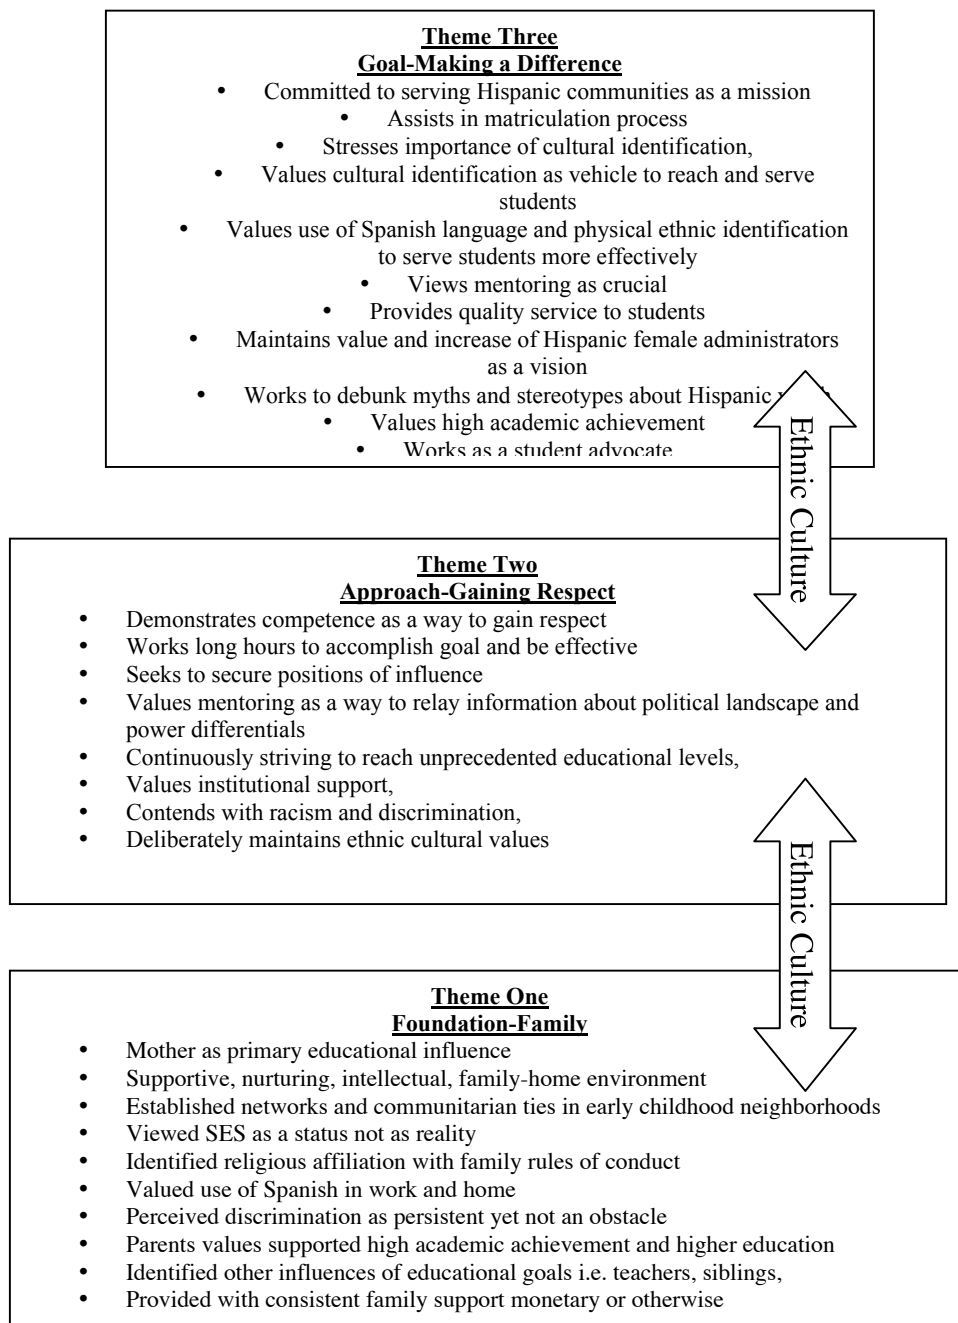 Theme Three
Goal-Making a Difference
• Committed to serving Hispanic communities as a mission
• Assists in matriculation process
• Stresses importance of cultural identification,
• Values cultural identification as vehicle to reach and serve
students
• Values use of Spanish language and physical ethnic identification
to serve students more effectively
• Views mentoring as crucial
• Provides quality service to students
• Maintains value and increase of Hispanic female administrators
as a vision
• Works to debunk myths and stereotypes about Hispanic
• Values high academic achievement
• Works as a student advocate
Ethnic Culture
Theme Two
Approach-Gaining Respect
• Demonstrates competence as a way to gain respect
• Works long hours to accomplish goal and be effective
• Seeks to secure positions of influence
• Values mentoring as a way to relay information about political landscape and
power differentials
• Continuously striving to reach unprecedented educational levels,
• Values institutional support,
• Contends with racism and discrimination,
• Deliberately maintains ethnic cultural values
Ethnic Culture
Theme One
Foundation-Family
• Mother as primary educational influence
• Supportive, nurturing, intellectual, family-home environment
• Established networks and communitarian ties in early childhood neighborhoods
• Viewed SES as a status not as reality
• Identified religious affiliation with family rules of conduct
• Valued use of Spanish in work and home
• Perceived discrimination as persistent yet not an obstacle
• Parents values supported high academic achievement and higher education
• Identified other influences of educational goals i.e. teachers, siblings,
• Provided with consistent family support monetary or otherwise